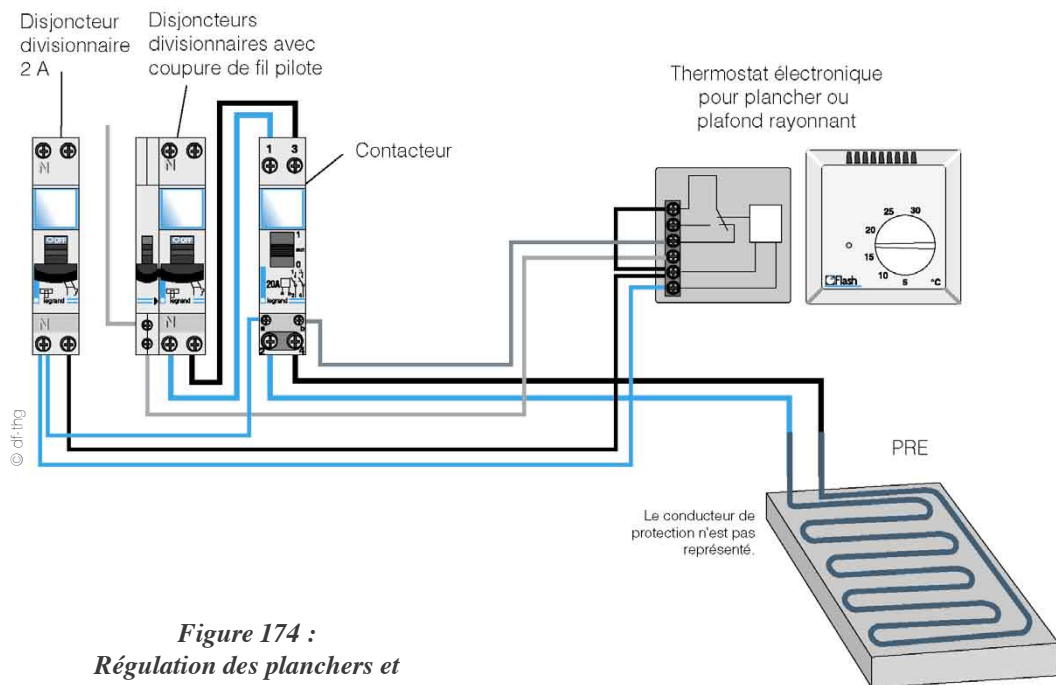 Disjoncteur
divisionnaire
2 A
Disjoncteurs
divisionnaires avec
coupure de fil pilote
Contacteur
Thermostat électronique
pour plancher ou
plafond rayonnant
N
N
1 3
OFF
OFF
1
0
20A
legrand
legrand
legrand
N
N
a
b
2
4
25 30
20
15
10
5
°C
Flash
© df-thg
PRE
Le conducteur de
protection n'est pas
représenté.
Figure 174 :
Régulation des planchers et